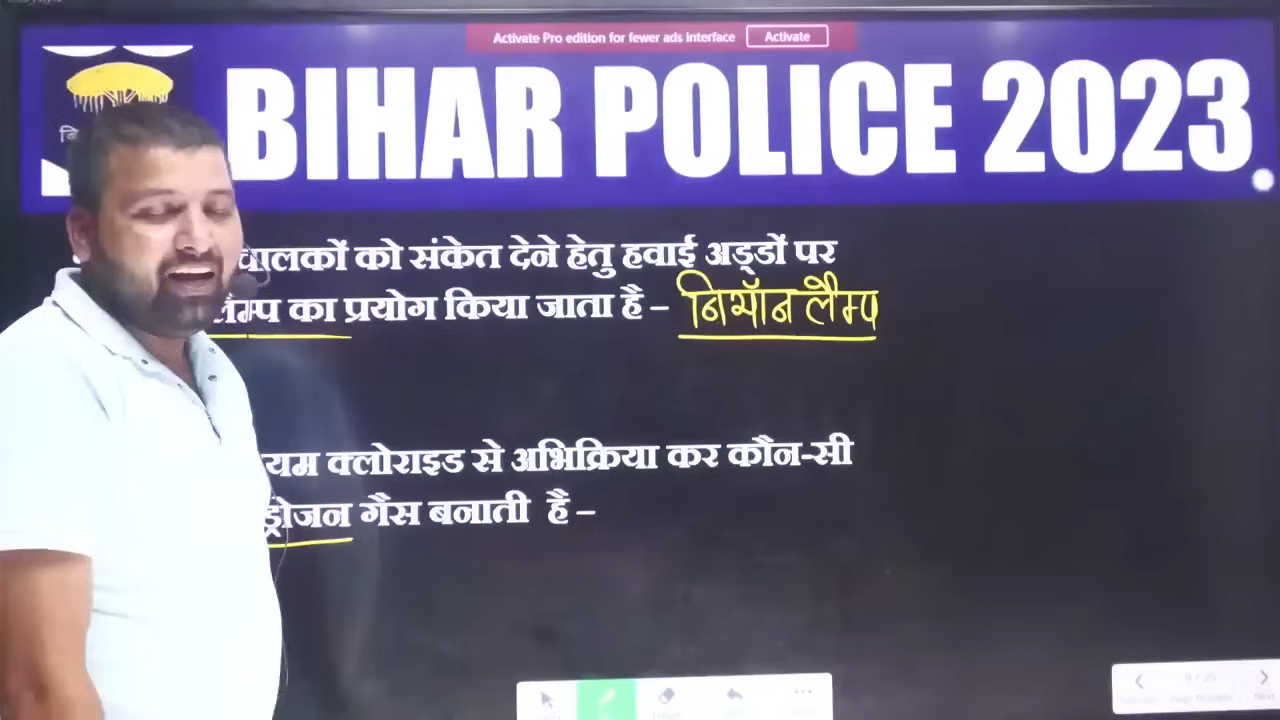 Activate Pro edition for fewer ads interface Activate
BIHAR POLICE 2023
नि
चालकों को संकेत देने हेतु हवाई अड्डों पर
लैम्प का प्रयोग किया जाता है – निऑन लैम्प
यम क्लोराइड से अभिक्रिया कर कौन-सी
ड्रोजन गैस बनाती है –